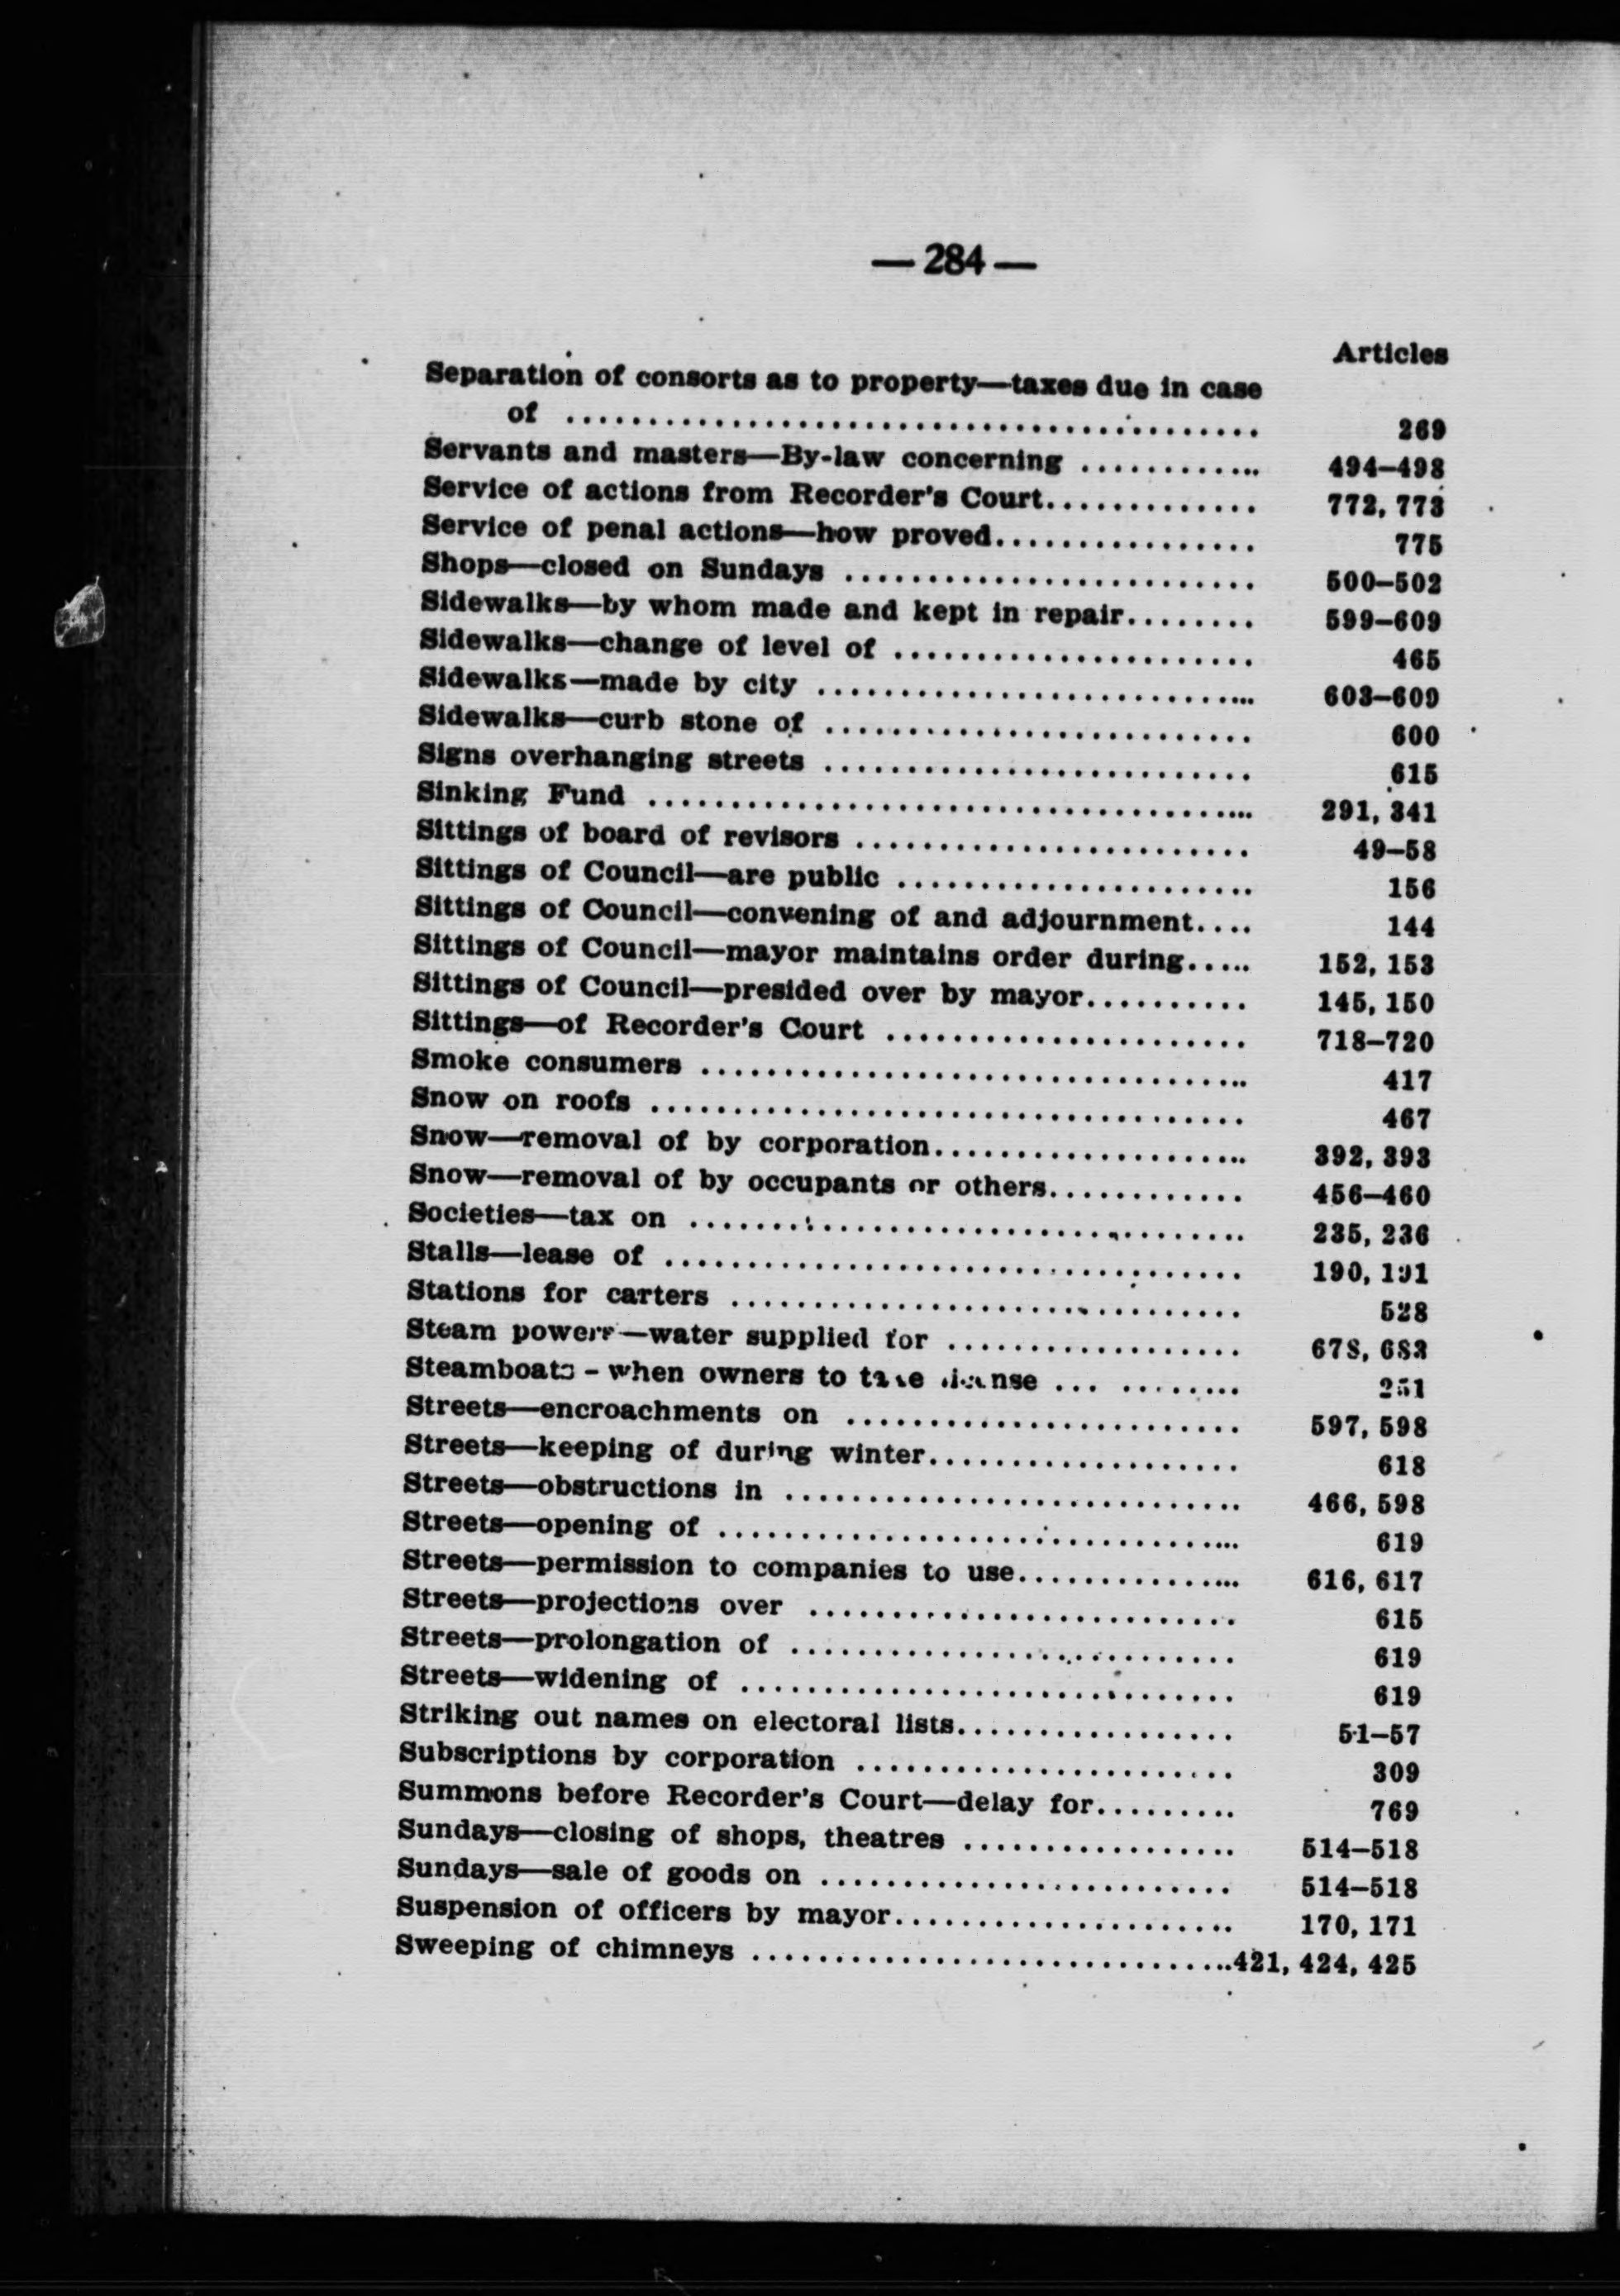 — 284 —
Articles
Separation of consorts as to property—taxes due in case
of ........................................ 269
Servants and masters—By-law concerning ............ 494–498
Service of actions from Recorder's Court............. 772, 773
Service of penal actions—how proved................ 775
Shops—closed on Sundays ......................... 500–502
Sidewalks—by whom made and kept in repair........ 599–609
Sidewalks—change of level of ...................... 465
Sidewalks—made by city ........................... 603–609
Sidewalks—curb stone of .......................... 600
Signs overhanging streets .......................... 615
Sinking Fund ..................................... 291, 341
Sittings of board of revisors ........................ 49–58
Sittings of Council—are public ...................... 156
Sittings of Council—convening of and adjournment.... 144
Sittings of Council—mayor maintains order during..... 152, 153
Sittings of Council—presided over by mayor.......... 145, 150
Sittings—of Recorder's Court ...................... 718–720
Smoke consumers ................................. 417
Snow on roofs .................................... 467
Snow—removal of by corporation................... 392, 393
Snow—removal of by occupants or others............ 456–460
Societies—tax on .................................. 235, 236
Stalls—lease of ................................... 190, 191
Stations for carters ............................... 528
Steam power—water supplied for .................. 678,
Steamboats - when owners to take license ... ........ 251
Streets—encroachments on ........................ 597, 598
Streets—keeping of during winter................... 618
Streets—obstructions in ............................ 466, 598
Streets—opening of ................................ 619
Streets—permission to companies to use............... 616, 617
Streets—projections over .......................... 615
Streets—prolongation of ........................... 619
Streets—widening of .............................. 619
Striking out names on electoral lists................. 51–57
Subscriptions by corporation ....................... 309
Summons before Recorder's Court—delay for......... 769
Sundays—closing of shops, theatres ................. 514–518
Sundays—sale of goods on ......................... 514–518
Suspension of officers by mayor..................... 170, 171
Sweeping of chimneys ..............................421, 424, 425